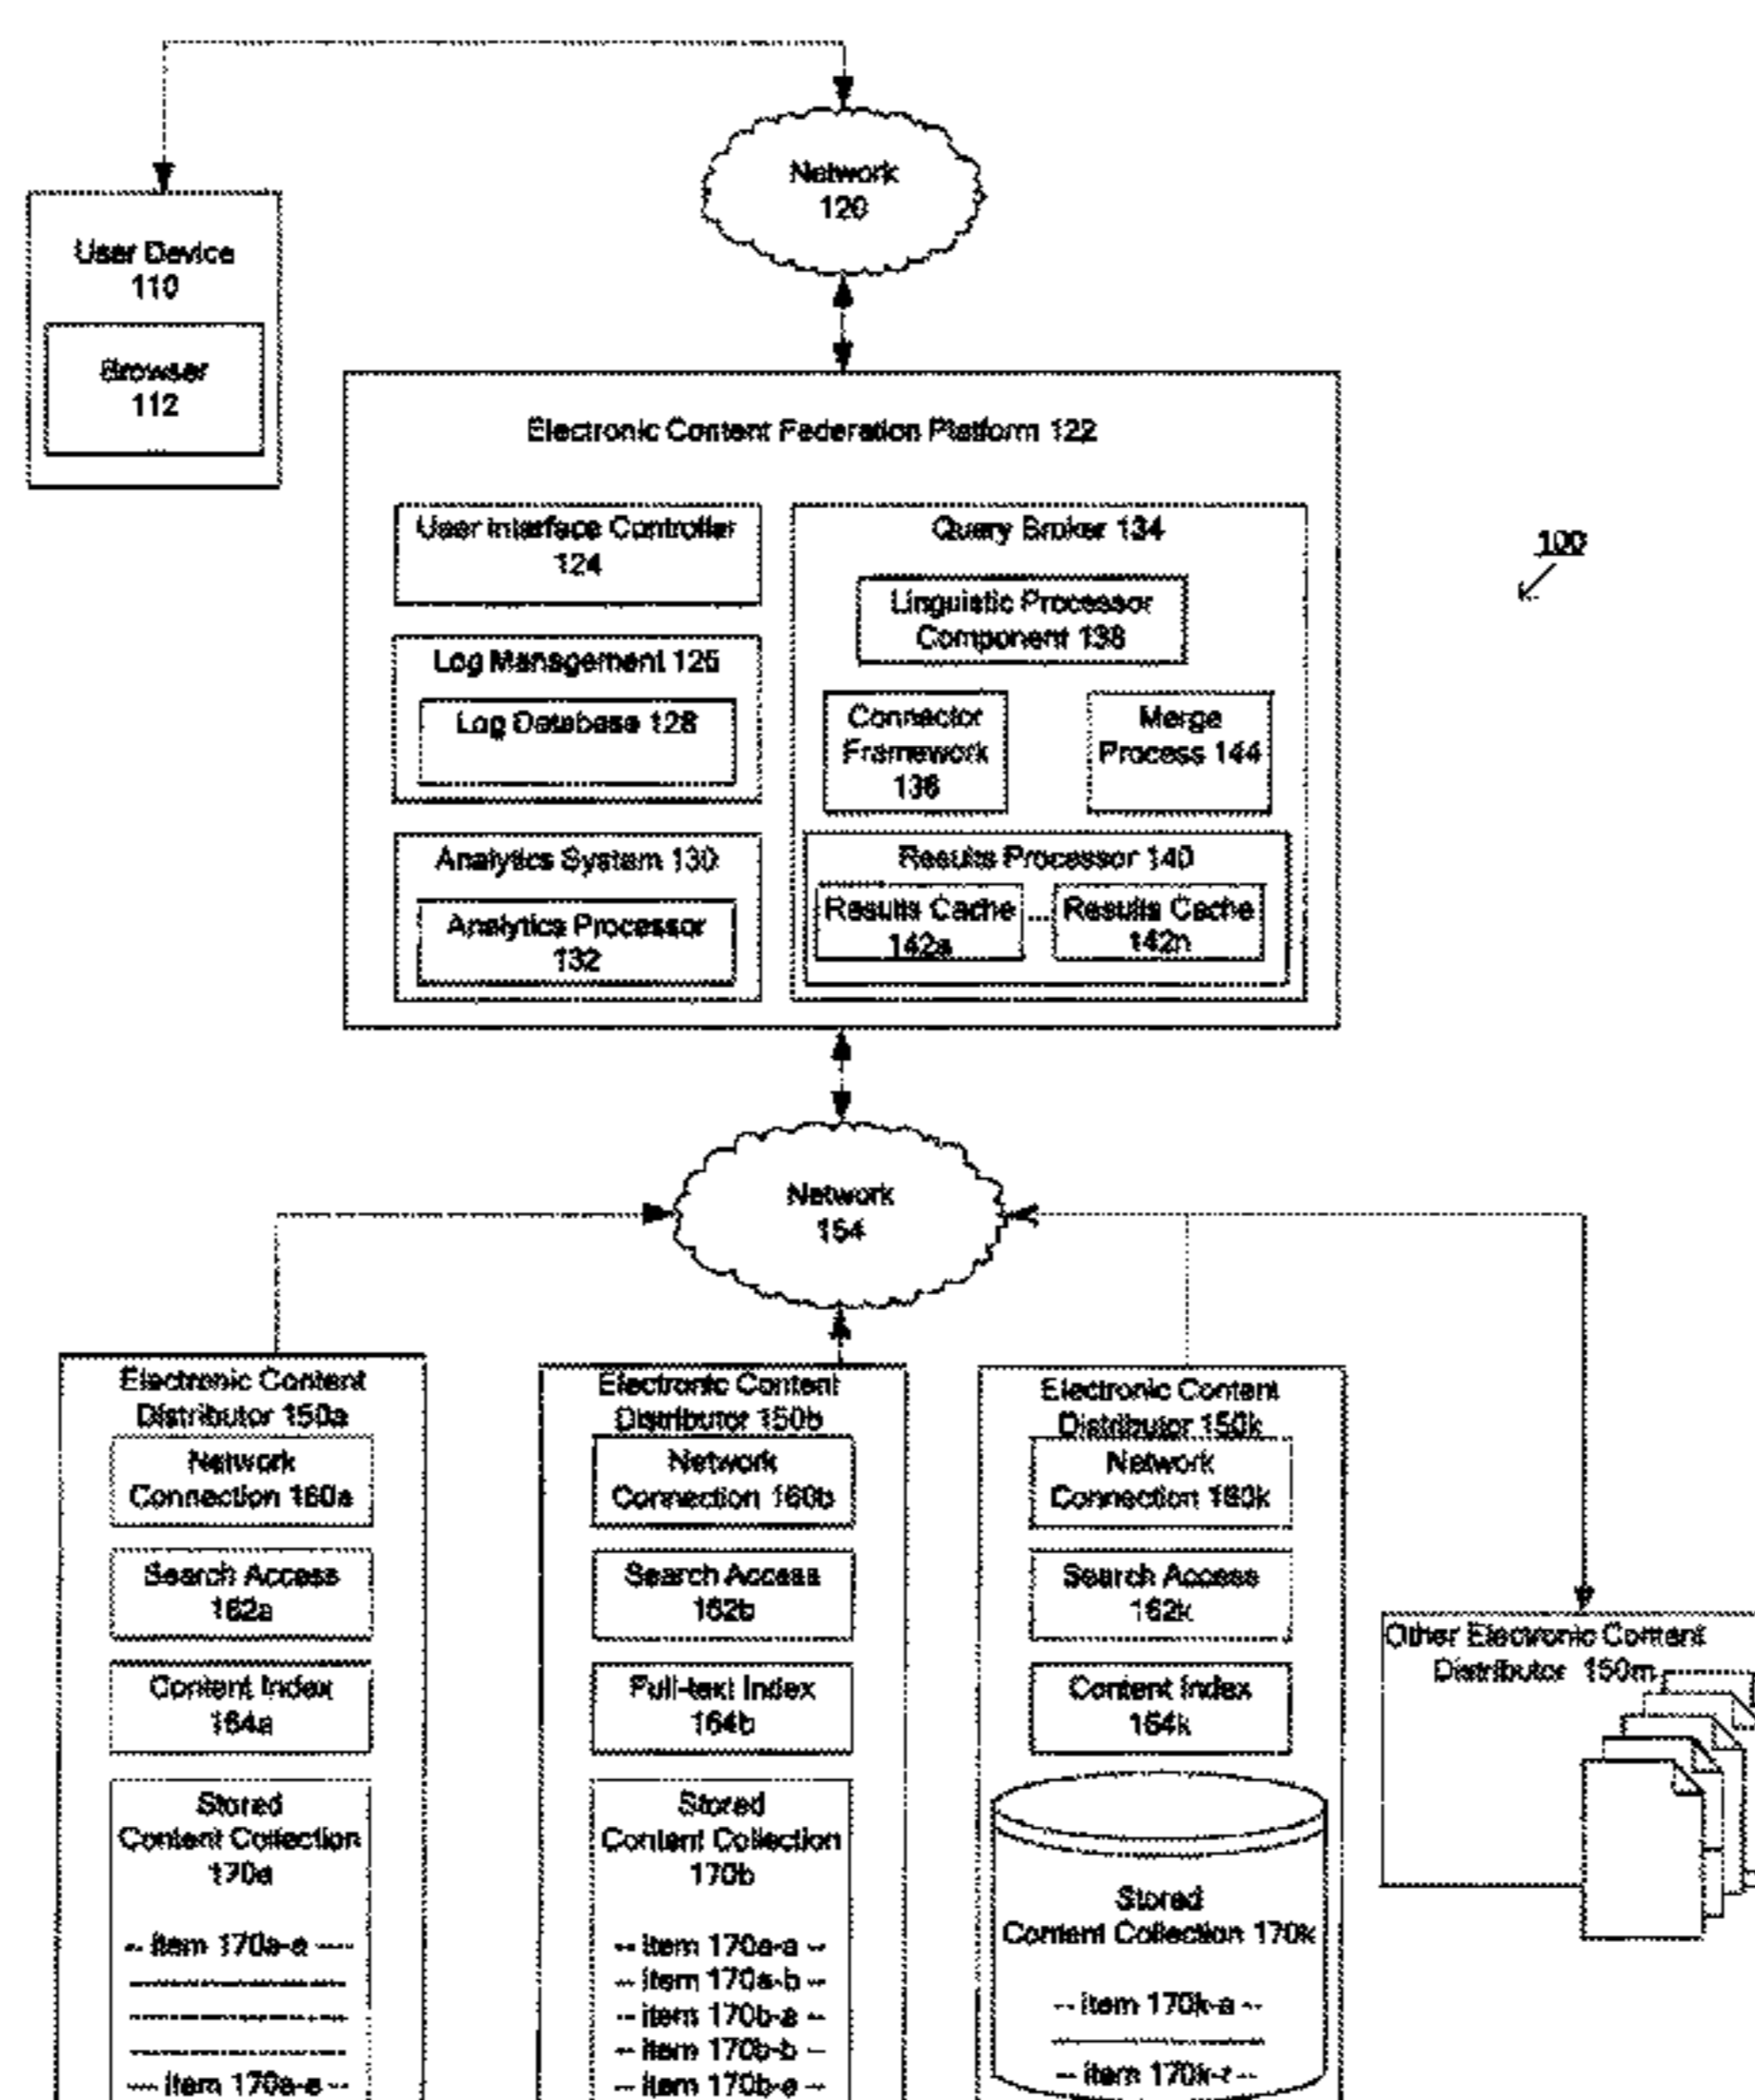 Network
120
User Device
110
Browser
112
...
Electronic Content Federation Platform 122
User Interface Controller
124
Log Management 126
Log Database 128
Analytics System 130
Analytics Processor
132
Query Broker 134
Linguistic Processor
Component 138
Connector
Framework
136
Merge
Process 144
Results Processor 140
Results Cache
142a
...
Results Cache
142n
100
Network
154
Electronic Content
Distributor 150a
Network
Connection 160a
Search Access
162a
Content Index
164a
Stored
Content Collection
170a
-- item 170a-a ----
--- item 170a-e --
Electronic Content
Distributor 150b
Network
Connection 160b
Search Access
162b
Full-text Index
164b
Stored
Content Collection
170b
-- item 170a-a --
-- item 170a-b --
-- item 170b-a --
-- item 170b-b --
-- item 170b-e --
Electronic Content
Distributor 150k
Network
Connection 160k
Search Access
162k
Content Index
164k
Stored
Content Collection 170k
-- item 170k-a --
-- item 170k-r --
Other Electronic Content
Distributor 150m